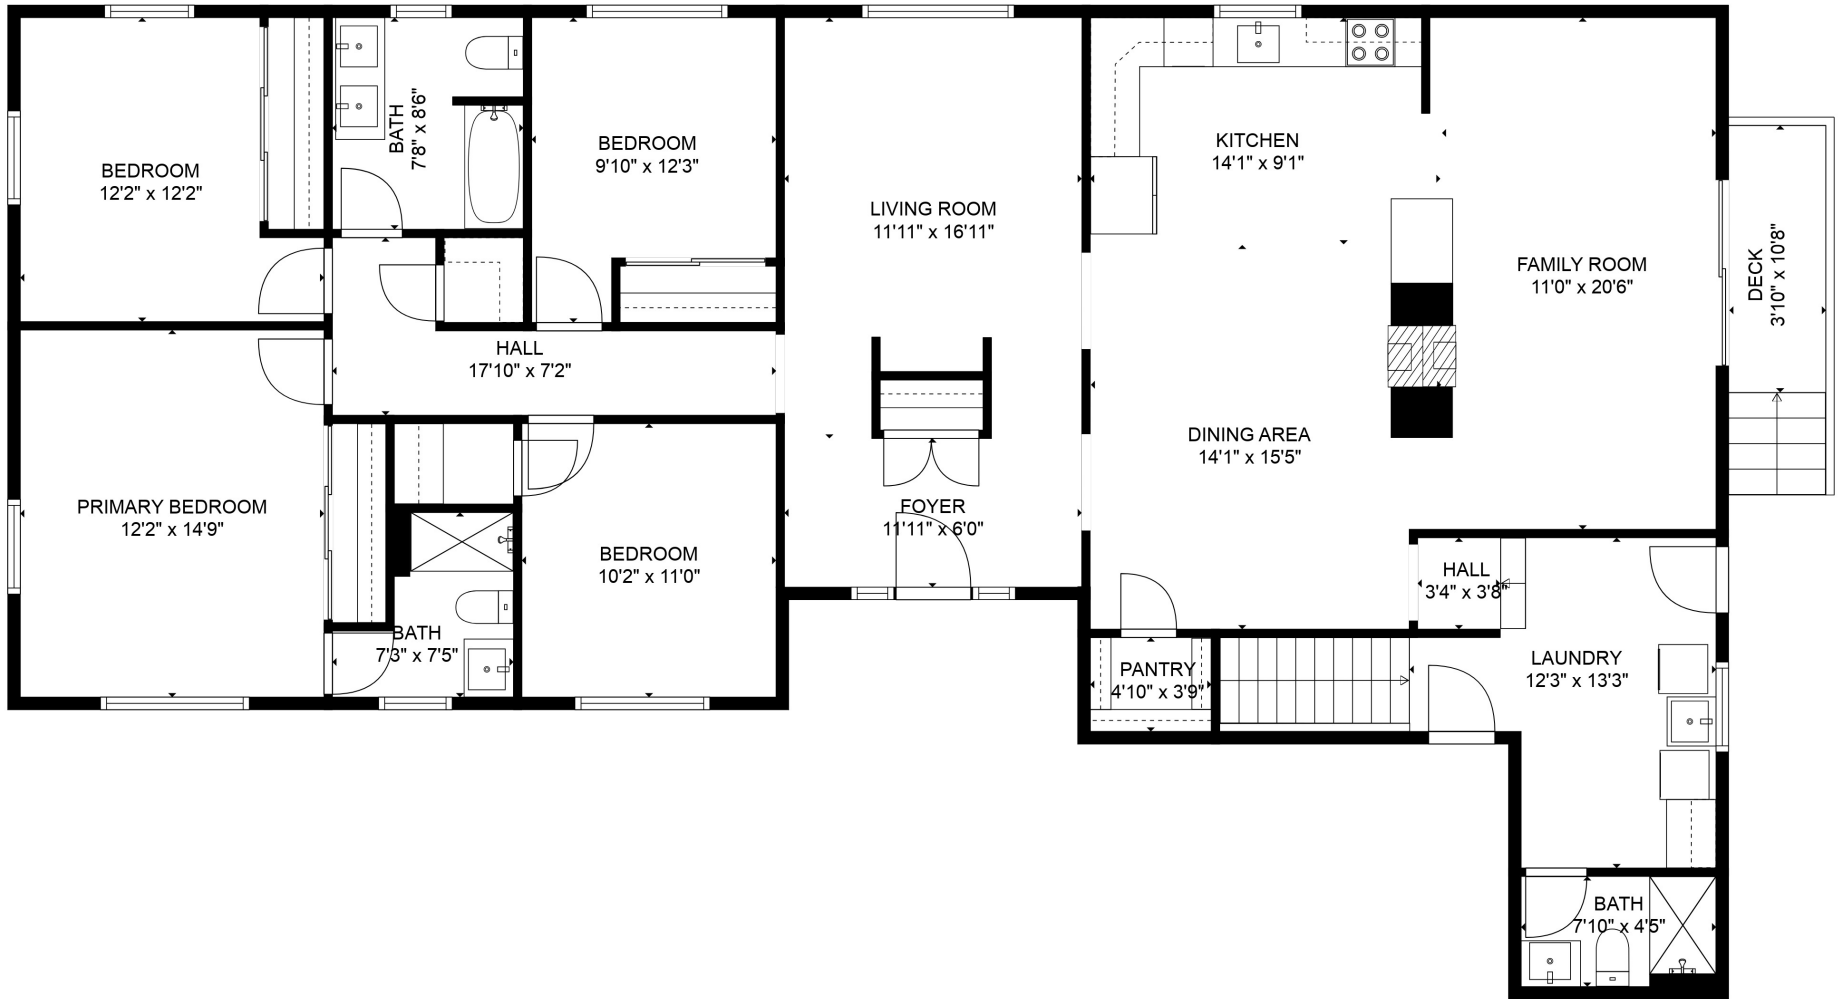 BEDROOM
12'2" x 12'2"
BATH
7'8" x 8'6"
BEDROOM
9'10" x 12'3"
LIVING ROOM
11'11" x 16'11"
KITCHEN
14'1" x 9'1"
FAMILY ROOM
11'0" x 20'6"
DECK
3'10" x 10'8"
HALL
17'10" x 7'2"
DINING AREA
14'1" x 15'5"
PRIMARY BEDROOM
12'2" x 14'9"
FOYER
11'11" x 6'0"
BEDROOM
10'2" x 11'0"
HALL
3'4" x 3'8"
BATH
7'3" x 7'5"
PANTRY
4'10" x 3'9"
LAUNDRY
12'3" x 13'3"
BATH
7'10" x 4'5"